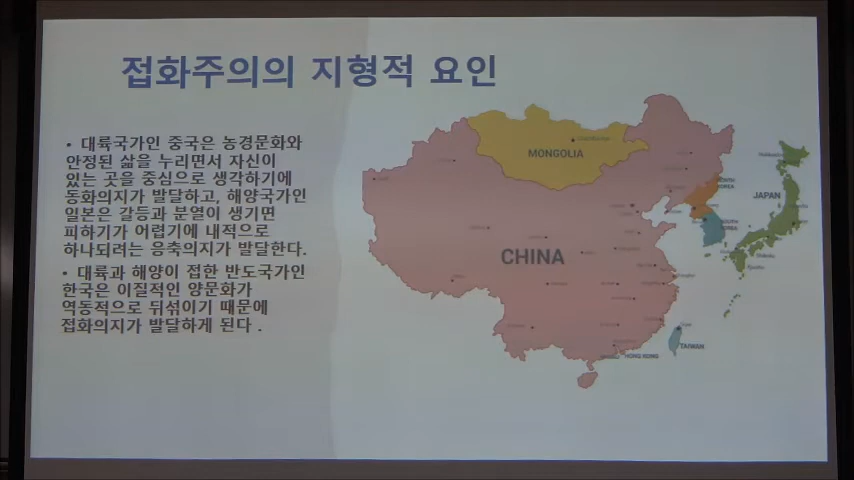 접화주의의 지형적 요인
• 대륙국가인 중국은 농경문화와
안정된 삶을 누리면서 자신이
있는 곳을 중심으로 생각하기에
동화의지가 발달하고, 해양국가인
일본은 갈등과 분열이 생기면
피하기가 어렵기에 내적으로
하나되려는 응축의지가 발달한다.
• 대륙과 해양이 접한 반도국가인
한국은 이질적인 양문화가
역동적으로 뒤섞이기 때문에
접화의지가 발달하게 된다 .
MONGOLIA
CHINA
NORTH
KOREA
SOUTH
KOREA
JAPAN
TAIWAN
HONG KONG